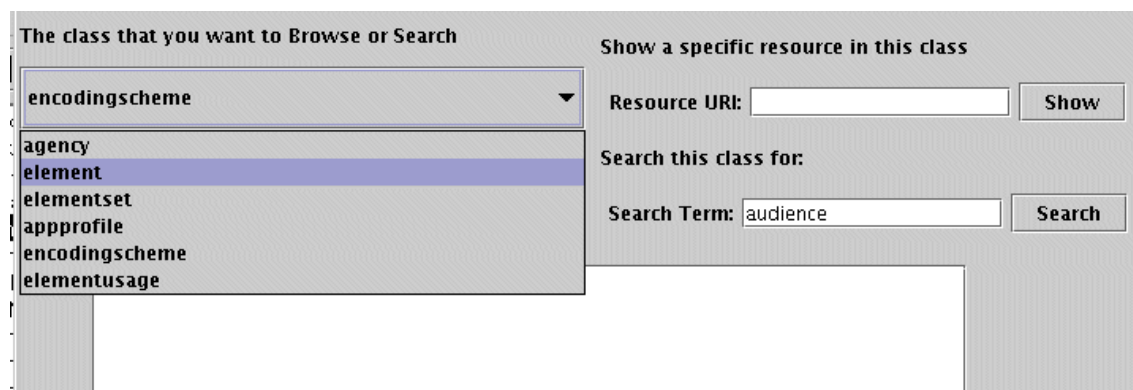 The class that you want to Browse or Search
encodingscheme
agency
element
elementset
appprofile
encodingscheme
elementusage
Show a specific resource in this class
Resource URI: Show
Search this class for:
Search Term: audience Search